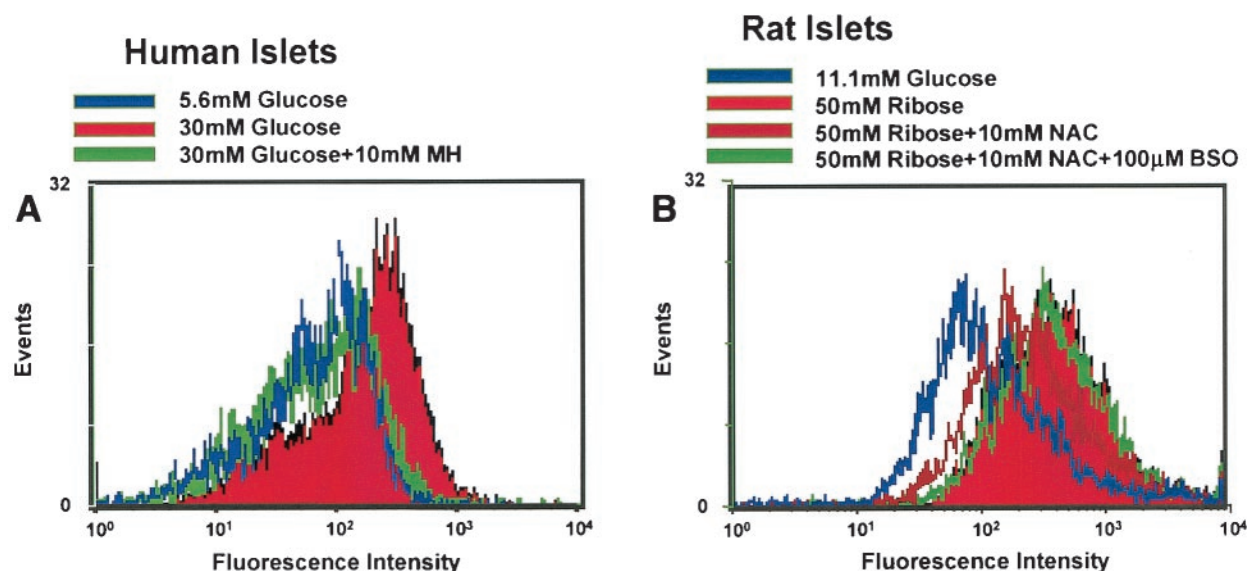 Human Islets
5.6mM Glucose
30mM Glucose
30mM Glucose+10mM MH
A
32
Events
0
10⁰ 10¹ 10² 10³ 10⁴
Fluorescence Intensity
Rat Islets
11.1mM Glucose
50mM Ribose
50mM Ribose+10mM NAC
50mM Ribose+10mM NAC+100µM BSO
B
32
Events
0
10⁰ 10¹ 10² 10³ 10⁴
Fluorescence Intensity